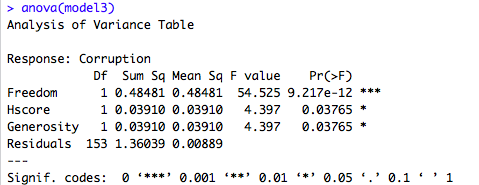 > anova(model3)
Analysis of Variance Table

Response: Corruption
            Df  Sum Sq Mean Sq F value    Pr(>F)
Freedom      1 0.48481 0.48481  54.525 9.217e-12 ***
Hscore       1 0.03910 0.03910   4.397   0.03765 *
Generosity   1 0.03910 0.03910   4.397   0.03765 *
Residuals  153 1.36039 0.00889
---
Signif. codes:  0 ‘***’ 0.001 ‘**’ 0.01 ‘*’ 0.05 ‘.’ 0.1 ‘ ’ 1